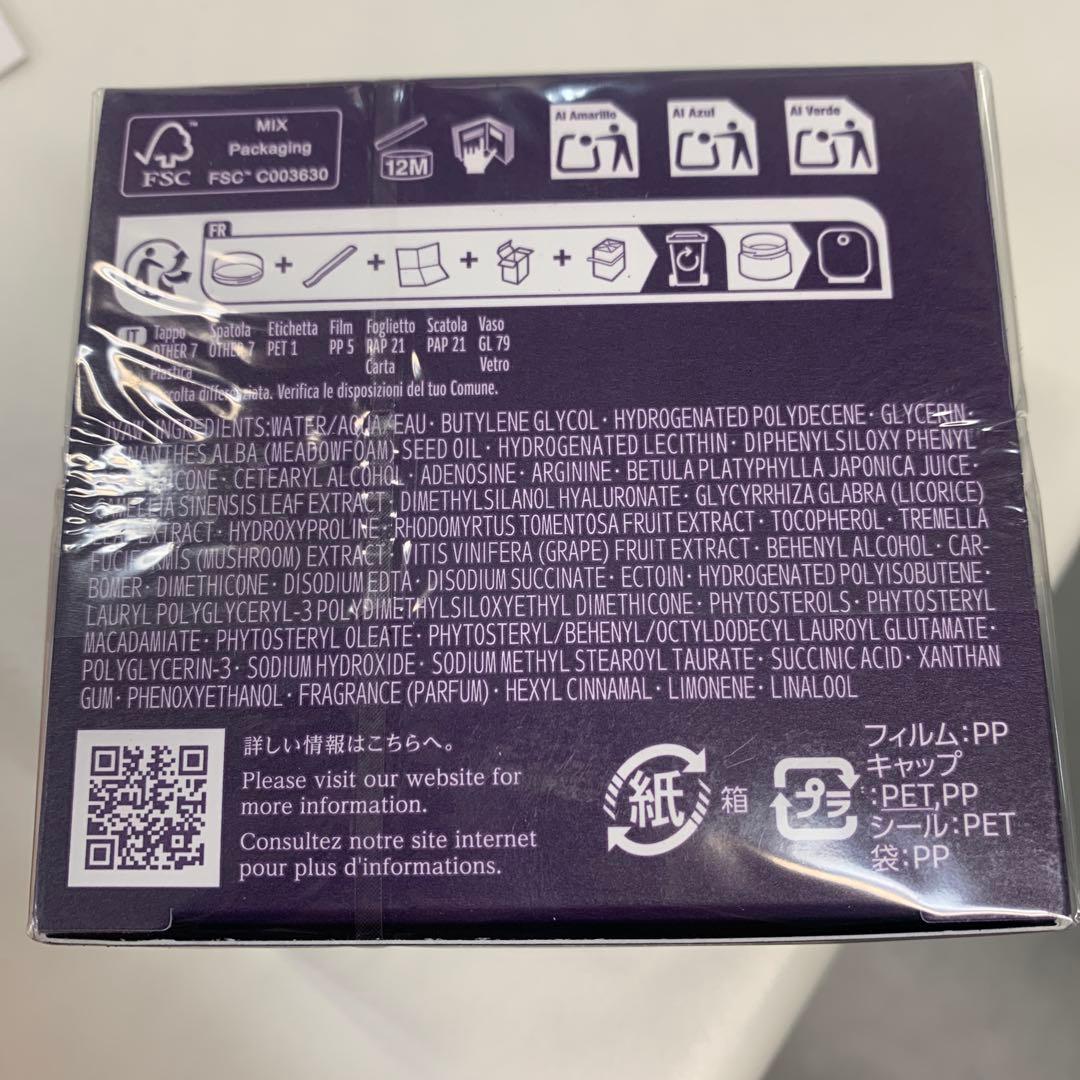 MIX
Packaging
FSC™ C003630
FSC
12M
Al Amarillo
Al Azul
Al Verde
FR
IT Tappo Spatola Etichetta Film Foglietto Scatola Vaso
OTHER 7 OTHER 7 PET 1 PP 5 PAP 21 PAP 21 GL 79
Plastica Carta Vetro
differenziata. Verifica le disposizioni del tuo Comune.
INGREDIENTS:WATER/AQUA/EAU· BUTYLENE GLYCOL · HYDROGENATED POLYDECENE· GLYCERIN·
ALBA (MEADOWFOAM) SEED OIL · HYDROGENATED LECITHIN · DIPHENYLSILOXY PHENYL
CETEARYL ALCOHOL · ADENOSINE · ARGININE · BETULA PLATYPHYLLA JAPONICA JUICE·
SINENSIS LEAF EXTRACT · DIMETHYLSILANOL HYALURONATE · GLYCYRRHIZA GLABRA (LICORICE)
EXTRACT · HYDROXYPROLINE · RHODOMYRTUS TOMENTOSA FRUIT EXTRACT · TOCOPHEROL · TREMELLA
(MUSHROOM) EXTRACT · VITIS VINIFERA (GRAPE) FRUIT EXTRACT · BEHENYL ALCOHOL · CAR-
BOMER· DIMETHICONE · DISODIUM EDTA · DISODIUM SUCCINATE · ECTOIN · HYDROGENATED POLYISOBUTENE·
LAURYL POLYGLYCERYL-3 POLYDIMETHYLSILOXYETHYL DIMETHICONE · PHYTOSTEROLS · PHYTOSTERYL
MACADAMIATE · PHYTOSTERYL OLEATE · PHYTOSTERYL/BEHENYL/OCTYLDODECYL LAUROYL GLUTAMATE·
POLYGLYCERIN-3 · SODIUM HYDROXIDE · SODIUM METHYL STEAROYL TAURATE · SUCCINIC ACID · XANTHAN
GUM · PHENOXYETHANOL · FRAGRANCE (PARFUM) · HEXYL CINNAMAL · LIMONENE · LINALOOL
詳しい情報はこちらへ。
Please visit our website for
more information.
Consultez notre site internet
pour plus d'informations.
紙 箱
プラ
フィルム:PP
キャップ
:PET,PP
シール:PET
袋:PP